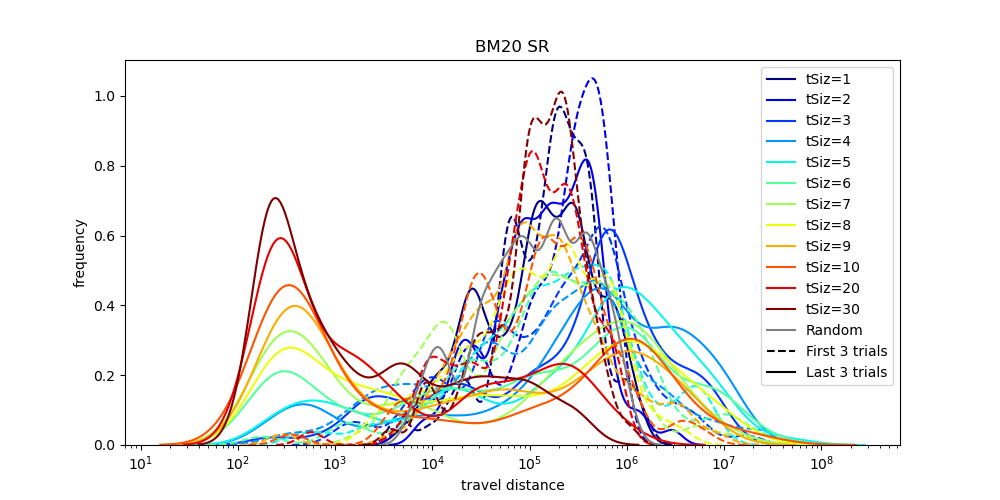 BM20 SR
frequency
1.0
0.8
0.6
0.4
0.2
0.0
10¹
10²
10³
10⁴
10⁵
10⁶
10⁷
10⁸
travel distance
tSiz=1
tSiz=2
tSiz=3
tSiz=4
tSiz=5
tSiz=6
tSiz=7
tSiz=8
tSiz=9
tSiz=10
tSiz=20
tSiz=30
Random
First 3 trials
Last 3 trials